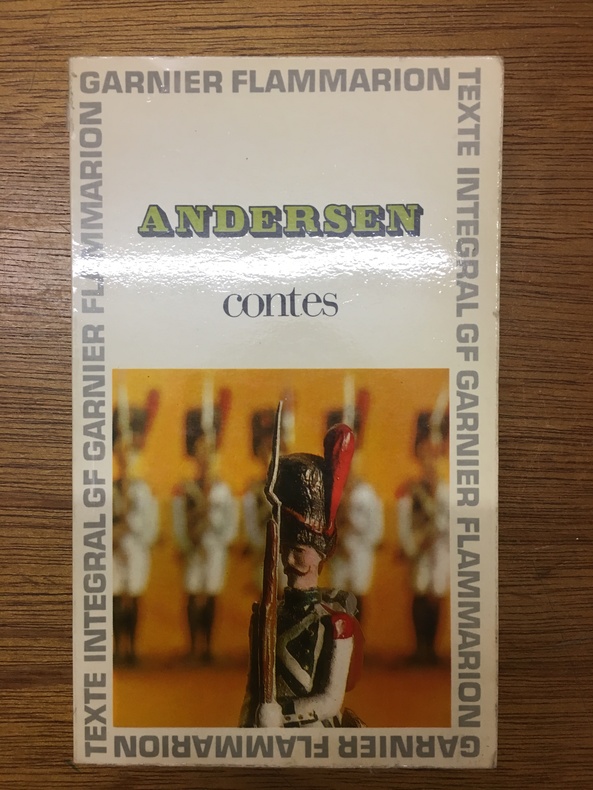 GARNIER FLAMMARION
TEXTE INTEGRAL GF GARNIER FLAMMARION
GARNIER FLAMMARION
TEXTE INTEGRAL GF GARNIER FLAMMARION
ANDERSEN
contes